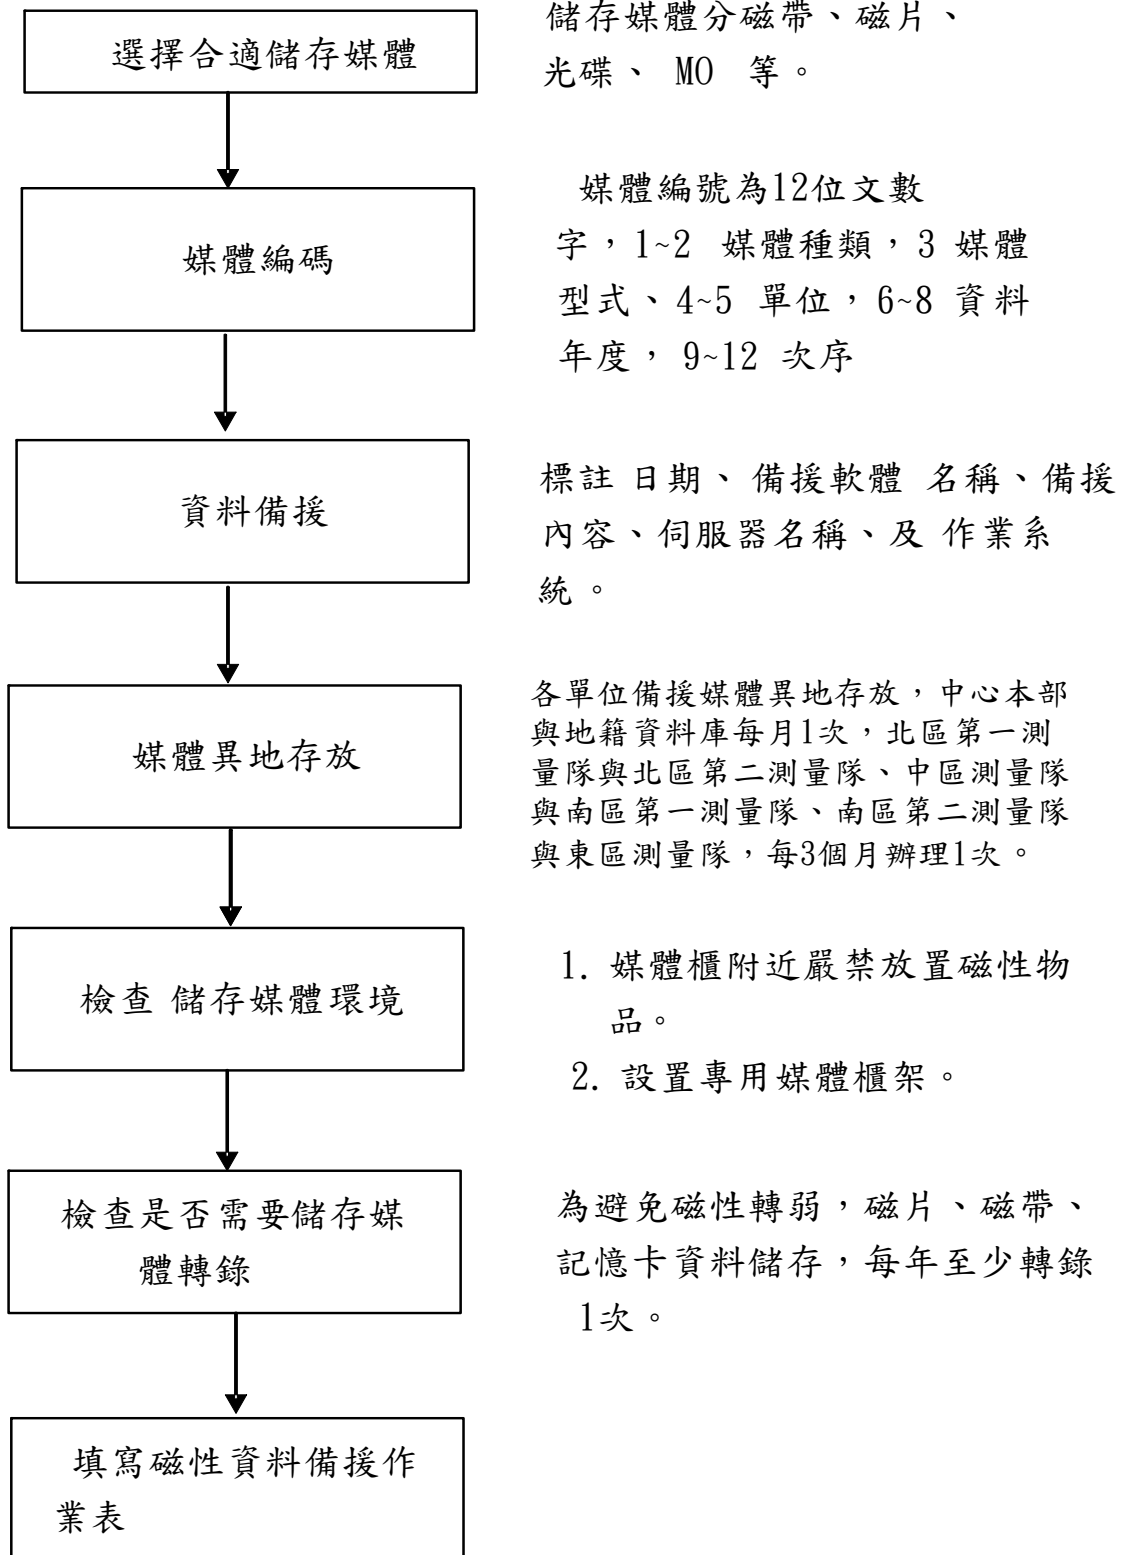 選擇合適儲存媒體
儲存媒體分磁帶、磁片、
光碟、 MO 等。
媒體編碼
媒體編號為12位文數
字，1~2 媒體種類，3 媒體
型式、4~5 單位，6~8 資料
年度， 9~12 次序
資料備援
標註 日期、 備援軟體 名稱、備援
內容、伺服器名稱、及 作業系
統。
媒體異地存放
各單位備援媒體異地存放，中心本部
與地籍資料庫每月1次，北區第一測
量隊與北區第二測量隊、中區測量隊
與南區第一測量隊、南區第二測量隊
與東區測量隊，每3個月辦理1次。
檢查 儲存媒體環境
1. 媒體櫃附近嚴禁放置磁性物
品。
2. 設置專用媒體櫃架。
檢查是否需要儲存媒
體轉錄
為避免磁性轉弱，磁片、磁帶、
記憶卡資料儲存，每年至少轉錄
1次。
填寫磁性資料備援作
業表